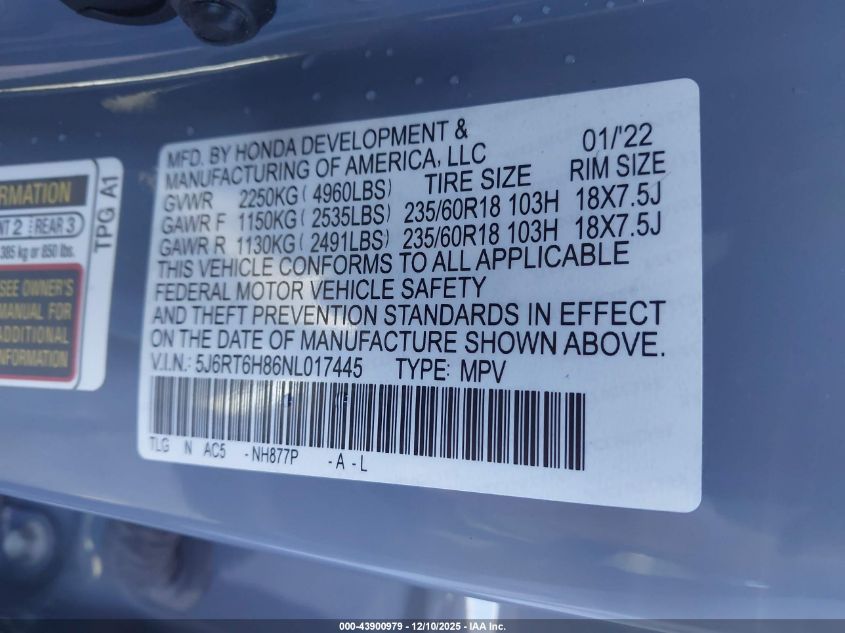 MFD. BY HONDA DEVELOPMENT &
MANUFACTURING OF AMERICA, LLC
01/'22
GVWR 2250KG ( 4960LBS) TIRE SIZE RIM SIZE
GAWR F 1150KG ( 2535LBS) 235/60R18 103H 18X7.5J
GAWR R 1130KG ( 2491LBS) 235/60R18 103H 18X7.5J
THIS VEHICLE CONFORMS TO ALL APPLICABLE
FEDERAL MOTOR VEHICLE SAFETY
AND THEFT PREVENTION STANDARDS IN EFFECT
ON THE DATE OF MANUFACTURE SHOWN ABOVE.
V.I.N.: 5J6RT6H86NL017445 TYPE: MPV
TLG N AC5 -NH877P -A-L
TPG A1
2 REAR 3
385 kg or 850 lbs.
SEE OWNER'S
MANUAL FOR
000-43900979 — 12/10/2025 — IAA Inc.